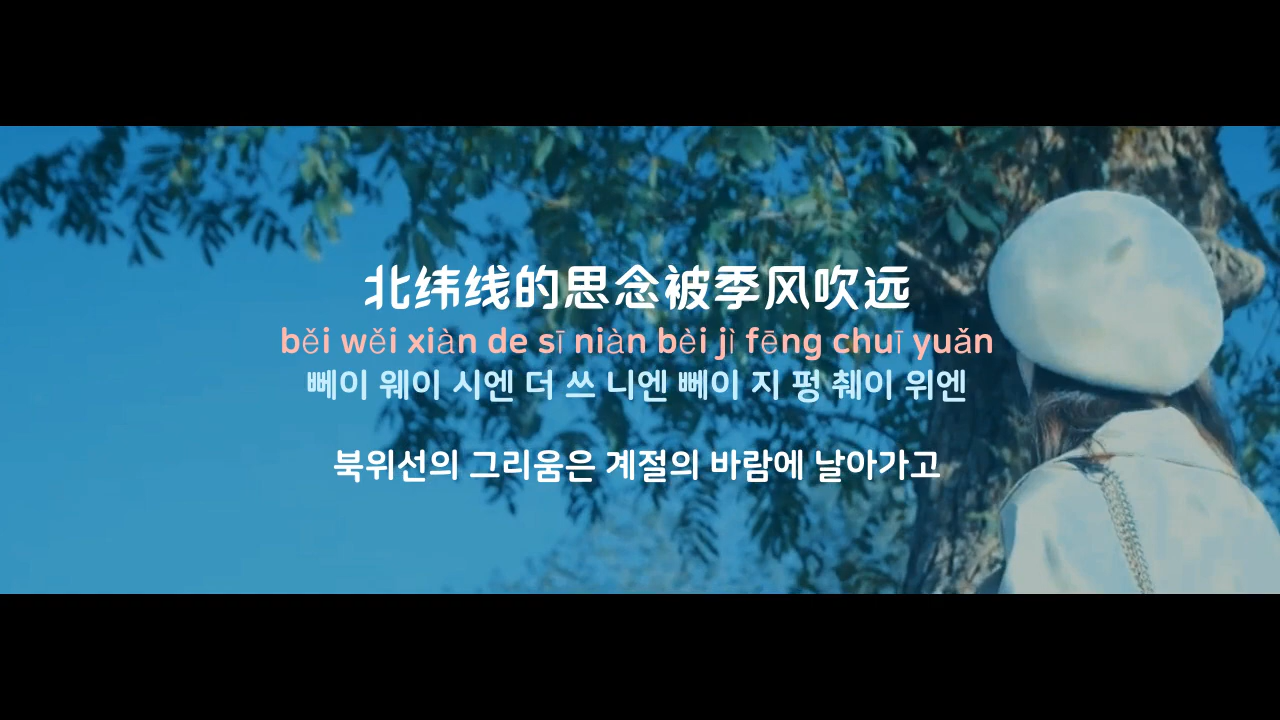 北纬线的思念被季风吹远
běi wěi xiàn de sī niàn bèi jì fēng chuī yuǎn
뻬이 웨이 시엔 더 쓰 니엔 뻬이 지 펑 췌이 위엔
북위선의 그리움은 계절의 바람에 날아가고